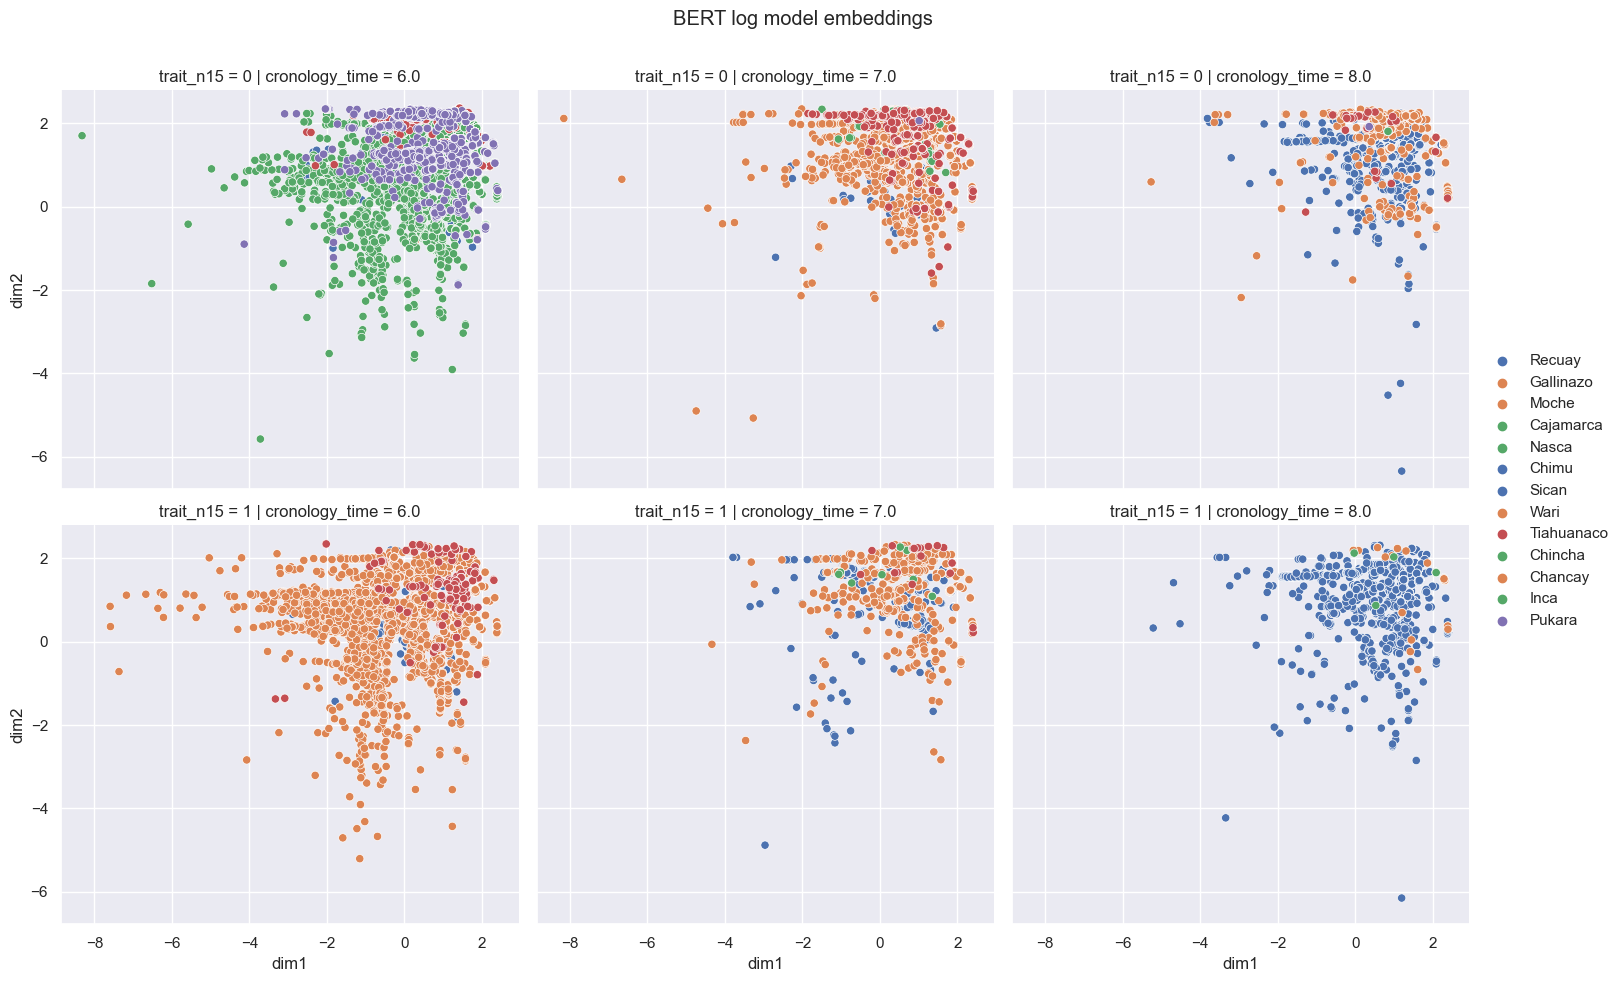 BERT log model embeddings
trait_n15 = 0 | cronology_time = 6.0
trait_n15 = 0 | cronology_time = 7.0
trait_n15 = 0 | cronology_time = 8.0
2
0
−2
−4
−6
dim2
trait_n15 = 1 | cronology_time = 6.0
trait_n15 = 1 | cronology_time = 7.0
trait_n15 = 1 | cronology_time = 8.0
2
0
−2
−4
−6
dim2
−8 −6 −4 −2 0 2
−8 −6 −4 −2 0 2
−8 −6 −4 −2 0 2
dim1
dim1
dim1
Recuay
Gallinazo
Moche
Cajamarca
Nasca
Chimu
Sican
Wari
Tiahuanaco
Chincha
Chancay
Inca
Pukara